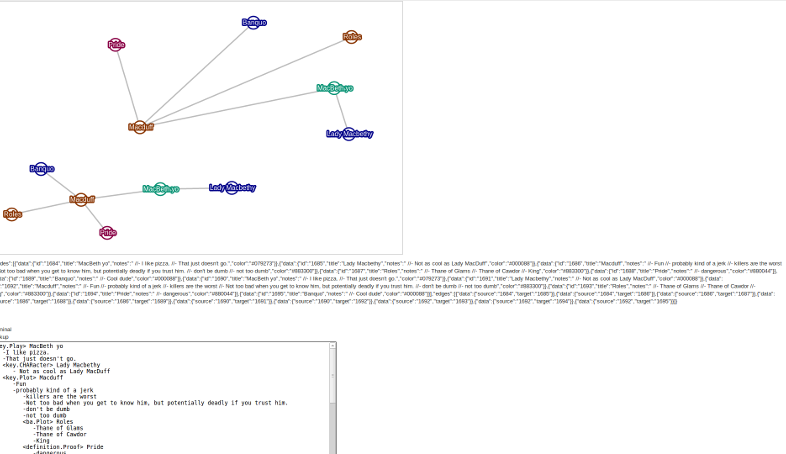 Banquo
Roles
Pride
MacBeth yo
Macduff
Lady Macbethy
Banquo
MacBeth yo
Lady Macbethy
Macduff
Roles
Pride
des":[{"data":{"id":"1684","title":"MacBeth yo","notes":" //- I like pizza. //- That just doesn't go.","color":"#079273"}},{"data":{"id":"1685","title":"Lady Macbethy","notes":" //- Not as cool as Lady MacDuff","color":"#000088"}},{"data":{"id":"1686","title":"Macduff","notes":" //- Fun //- probably kind of a jerk //- killers are the worst
ot too bad when you get to know him, but potentially deadly if you trust him. //- don't be dumb //- not too dumb","color":"#883300"}},{"data":{"id":"1687","title":"Roles","notes":" //- Thane of Glams //- Thane of Cawdor //- King","color":"#883300"}},{"data":{"id":"1688","title":"Pride","notes":" //- dangerous","color":"#880044"}},
ta":{"id":"1689","title":"Banquo","notes":" //- Cool dude","color":"#000088"}},{"data":{"id":"1690","title":"MacBeth yo","notes":" //- I like pizza. //- That just doesn't go.","color":"#079273"}},{"data":{"id":"1691","title":"Lady Macbethy","notes":" //- Not as cool as Lady MacDuff","color":"#000088"}},{"data":
"1692","title":"Macduff","notes":" //- Fun //- probably kind of a jerk //- killers are the worst //- Not too bad when you get to know him, but potentially deadly if you trust him. //- don't be dumb //- not too dumb","color":"#883300"}},{"data":{"id":"1693","title":"Roles","notes":" //- Thane of Glams //- Thane of Cawdor //-
","color":"#883300"}},{"data":{"id":"1694","title":"Pride","notes":" //- dangerous","color":"#880044"}},{"data":{"id":"1695","title":"Banquo","notes":" //- Cool dude","color":"#000088"}}],"edges":[{"data":{"source":"1684","target":"1685"}},{"data":{"source":"1684","target":"1686"}},{"data":{"source":"1686","target":"1687"}},{"data":
urce":"1686","target":"1688"}},{"data":{"source":"1686","target":"1689"}},{"data":{"source":"1690","target":"1691"}},{"data":{"source":"1690","target":"1692"}},{"data":{"source":"1692","target":"1693"}},{"data":{"source":"1692","target":"1694"}},{"data":{"source":"1692","target":"1695"}}]}
minal
kup
ey.Play> MacBeth yo
-I like pizza.
-That just doesn't go.
<key.CHARacter> Lady Macbethy
- Not as cool as Lady MacDuff
<key.Plot> Macduff
-Fun
-probably kind of a jerk
-killers are the worst
-Not too bad when you get to know him, but potentially deadly if you trust him.
-don't be dumb
-not too dumb
<ba.Plot> Roles
-Thane of Glams
-Thane of Cawdor
-King
<definition.Proof> Pride
-dangerous